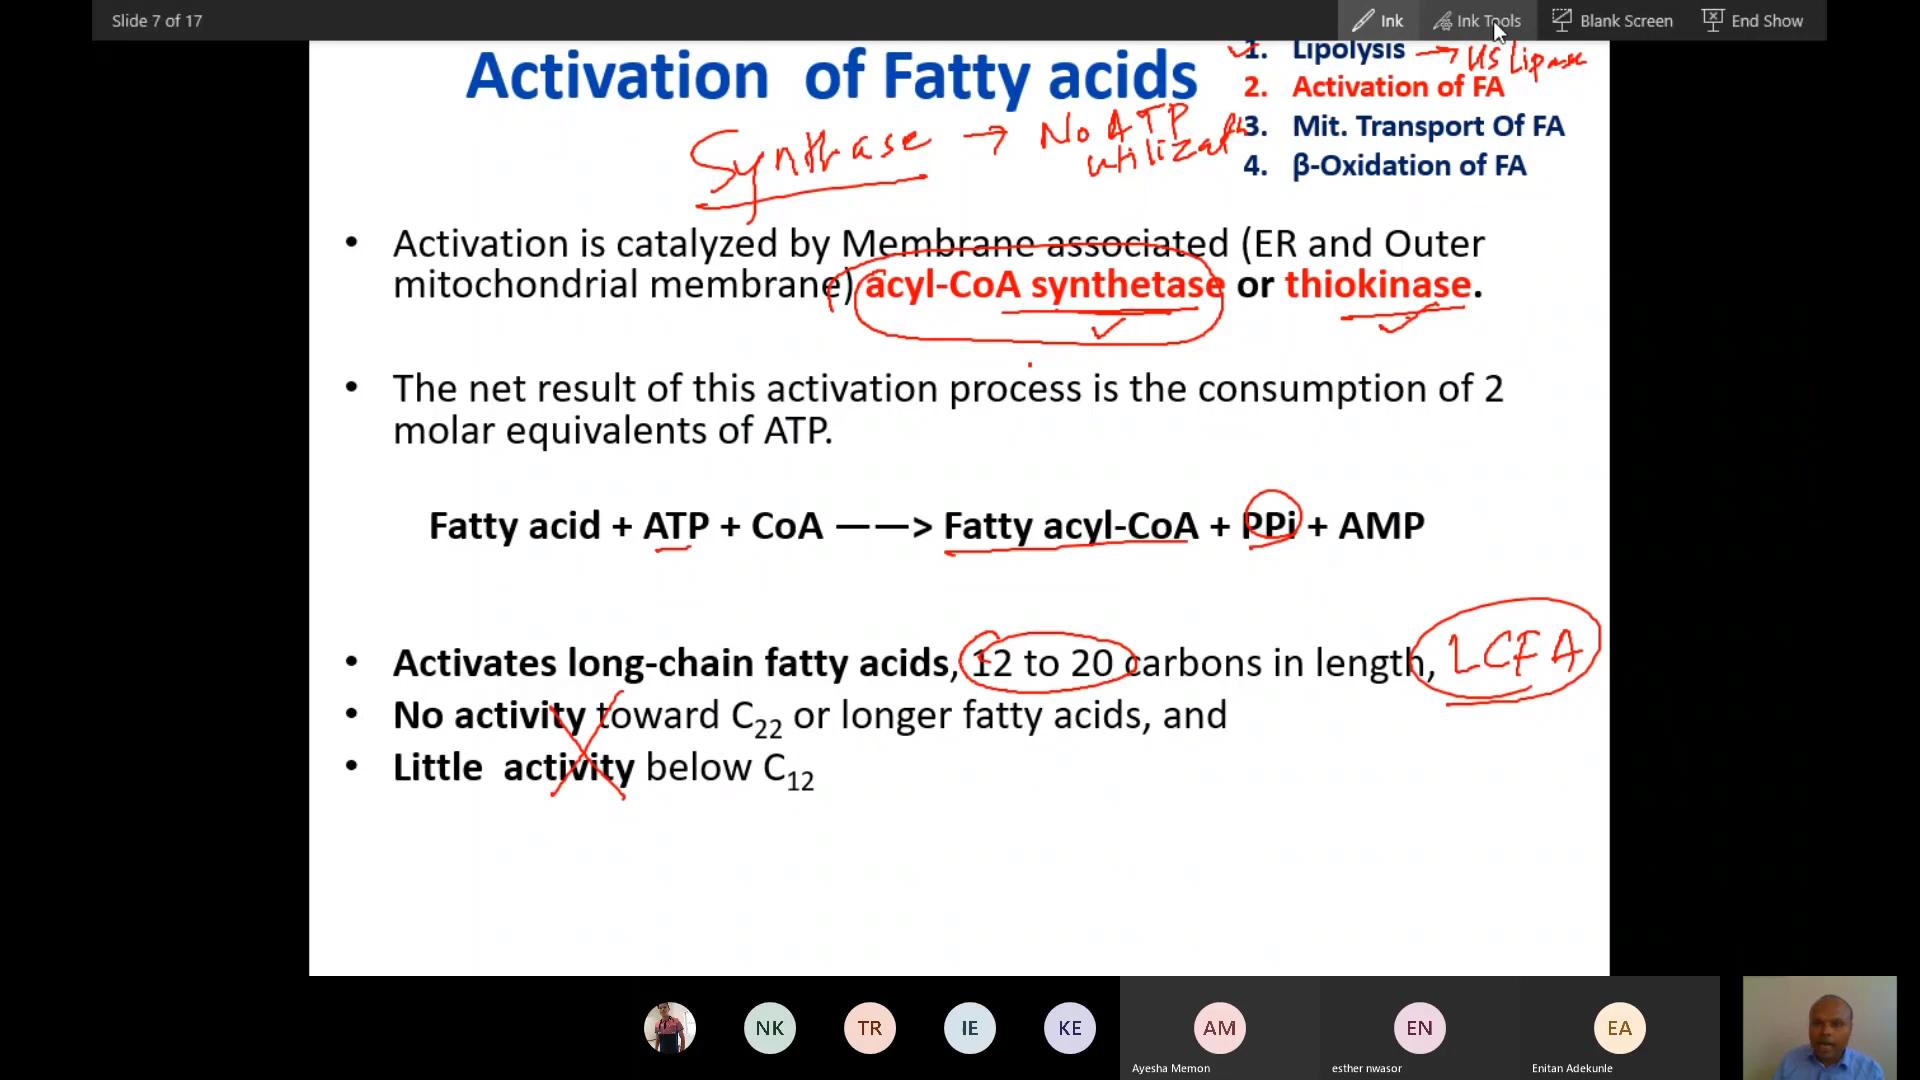 Slide 7 of 17
Ink
Ink Tools
Blank Screen
End Show
Activation of Fatty acids
1. Lipolysis → HS Lipase
2. Activation of FA
3. Mit. Transport Of FA
4. β-Oxidation of FA
Synthase → No ATP
utilizatn
• Activation is catalyzed by Membrane associated (ER and Outer
mitochondrial membrane) acyl-CoA synthetase or thiokinase.
• The net result of this activation process is the consumption of 2
molar equivalents of ATP.
Fatty acid + ATP + CoA ——> Fatty acyl-CoA + PPi + AMP
• Activates long-chain fatty acids, 12 to 20 carbons in length, LCFA
• No activity toward C22 or longer fatty acids, and
• Little activity below C12
NK
TR
IE
KE
AM
EN
EA
Ayesha Memon
esther nwasor
Enitan Adekunle